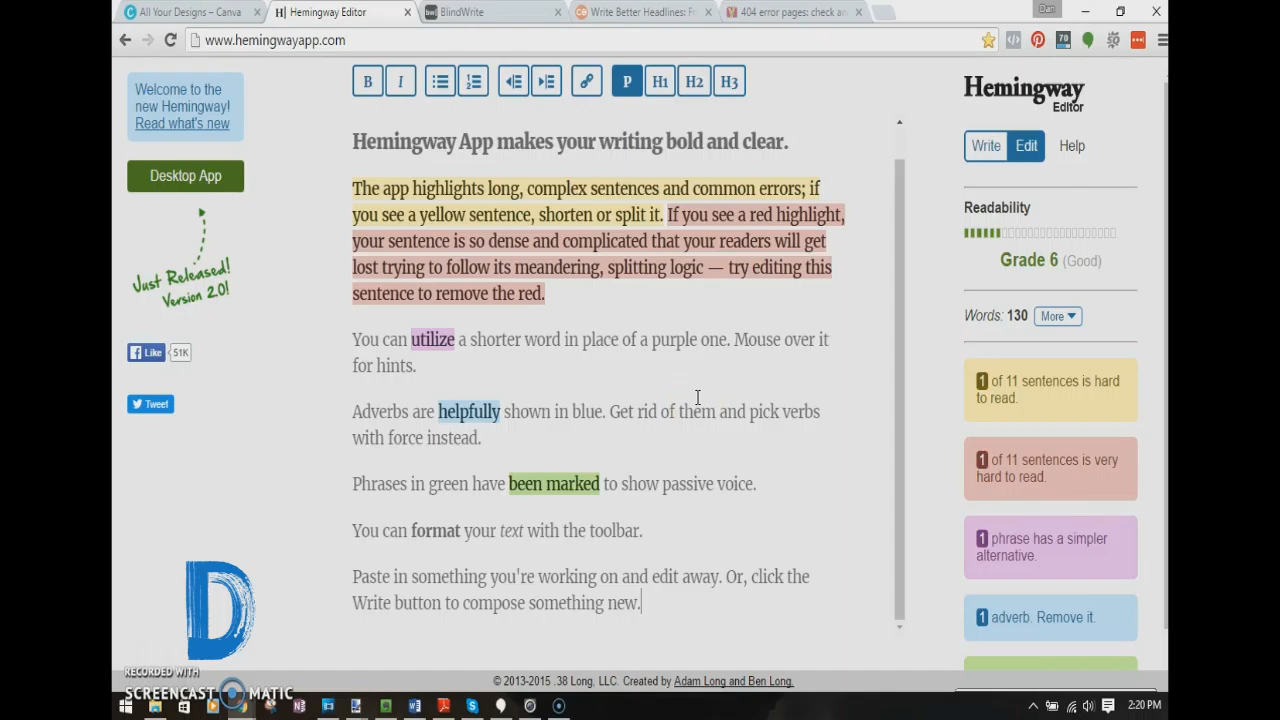 All Your Designs – Canva
Hemingway Editor
BlindWrite
Write Better Headlines: F
404 error pages: check an
Dan
www.hemingwayapp.com
70
Welcome to the
new Hemingway!
Read what's new
Desktop App
Just Released!
Version 2.0!
Like
51K
Tweet
B
I
P
H1
H2
H3
Hemingway App makes your writing bold and clear.
The app highlights long, complex sentences and common errors; if
you see a yellow sentence, shorten or split it. If you see a red highlight,
your sentence is so dense and complicated that your readers will get
lost trying to follow its meandering, splitting logic — try editing this
sentence to remove the red.
You can utilize a shorter word in place of a purple one. Mouse over it
for hints.
Adverbs are helpfully shown in blue. Get rid of them and pick verbs
with force instead.
Phrases in green have been marked to show passive voice.
You can format your text with the toolbar.
Paste in something you're working on and edit away. Or, click the
Write button to compose something new.
Hemingway
Editor
Write
Edit
Help
Readability
Grade 6 (Good)
Words: 130
More
1 of 11 sentences is hard
to read.
1 of 11 sentences is very
hard to read.
1 phrase has a simpler
alternative.
1 adverb. Remove it.
D
RECORDED WITH
SCREENCAST MATIC
© 2013-2015 .38 Long, LLC. Created by Adam Long and Ben Long.
2:20 PM